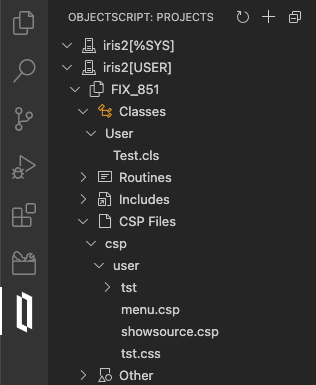 OBJECTSCRIPT: PROJECTS
iris2[%SYS]
iris2[USER]
FIX_851
Classes
User
Test.cls
Routines
Includes
CSP Files
csp
user
tst
menu.csp
showsource.csp
tst.css
Other